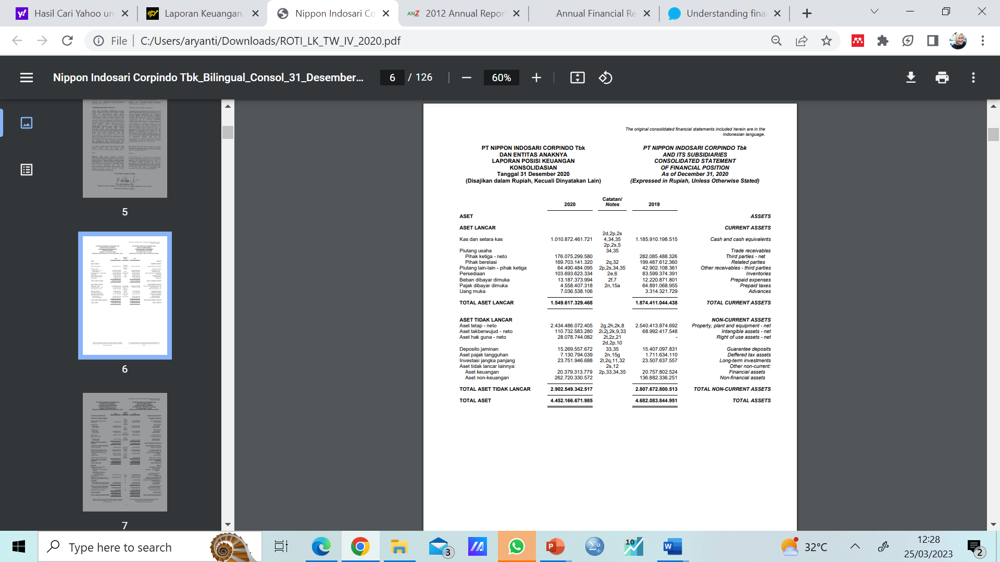 Hasil Cari Yahoo un
Laporan Keuangan
Nippon Indosari Co
ANZ 2012 Annual Repor
Annual Financial Re
Understanding fina
File C:/Users/aryanti/Downloads/ROTI_LK_TW_IV_2020.pdf
Nippon Indosari Corpindo Tbk_Bilingual_Consol_31_Desember... 6 / 126 60%
5
6
7
The original consolidated financial statements included herein are in the
Indonesian language.
PT NIPPON INDOSARI CORPINDO Tbk
DAN ENTITAS ANAKNYA
LAPORAN POSISI KEUANGAN
KONSOLIDASIAN
Tanggal 31 Desember 2020
(Disajikan dalam Rupiah, Kecuali Dinyatakan Lain)
PT NIPPON INDOSARI CORPINDO Tbk
AND ITS SUBSIDIARIES
CONSOLIDATED STATEMENT
OF FINANCIAL POSITION
As of December 31, 2020
(Expressed in Rupiah, Unless Otherwise Stated)
2020 Catatan/ Notes 2019
ASET ASSETS
ASET LANCAR CURRENT ASSETS
2d,2p,2s
Kas dan setara kas 1.010.872.461.721 4,34,35 1.185.910.198.515 Cash and cash equivalents
2p,2s,5
Piutang usaha 34,35 Trade receivables
Pihak ketiga - neto 176.075.299.580 282.085.488.326 Third parties - net
Pihak berelasi 169.703.141.320 2q,32 199.487.612.360 Related parties
Piutang lain-lain - pihak ketiga 64.490.484.095 2p,2s,34,35 42.902.108.361 Other receivables - third parties
Persediaan 103.693.623.334 2e,6 83.599.374.391 Inventories
Beban dibayar dimuka 13.187.373.994 2f,7 12.220.871.801 Prepaid expenses
Pajak dibayar dimuka 4.558.407.318 2n,15a 64.891.068.955 Prepaid taxes
Uang muka 7.036.538.106 3.314.321.729 Advances
TOTAL ASET LANCAR 1.549.617.329.468 1.874.411.044.438 TOTAL CURRENT ASSETS
ASET TIDAK LANCAR NON-CURRENT ASSETS
Aset tetap - neto 2.434.486.072.405 2g,2h,2k,8 2.540.413.874.692 Property, plant and equipment - net
Aset takberwujud - neto 110.732.583.280 2i,2j,2k,9,33 68.992.417.548 Intangible assets - net
Aset hak guna - neto 28.078.744.082 2t,2z,21 - Right of use assets - net
2d,2p,10
Deposito jaminan 15.269.557.672 33,35 15.407.097.831 Guarantee deposits
Aset pajak tangguhan 7.130.794.039 2n,15g 1.711.634.110 Deffered tax assets
Investasi jangka panjang 23.751.946.688 2l,2q,11,32 23.507.637.557 Long-term investments
Aset tidak lancar lainnya: 2s,12 Other non-current:
Aset keuangan 20.379.313.779 2p,33,34,35 20.757.802.524 Financial assets
Aset non-keuangan 262.720.330.572 136.882.336.251 Non-financial assets
TOTAL ASET TIDAK LANCAR 2.902.549.342.517 2.807.672.800.513 TOTAL NON-CURRENT ASSETS
TOTAL ASET 4.452.166.671.985 4.682.083.844.951 TOTAL ASSETS
Type here to search
3
10
32°C
12:28
25/03/2023
2